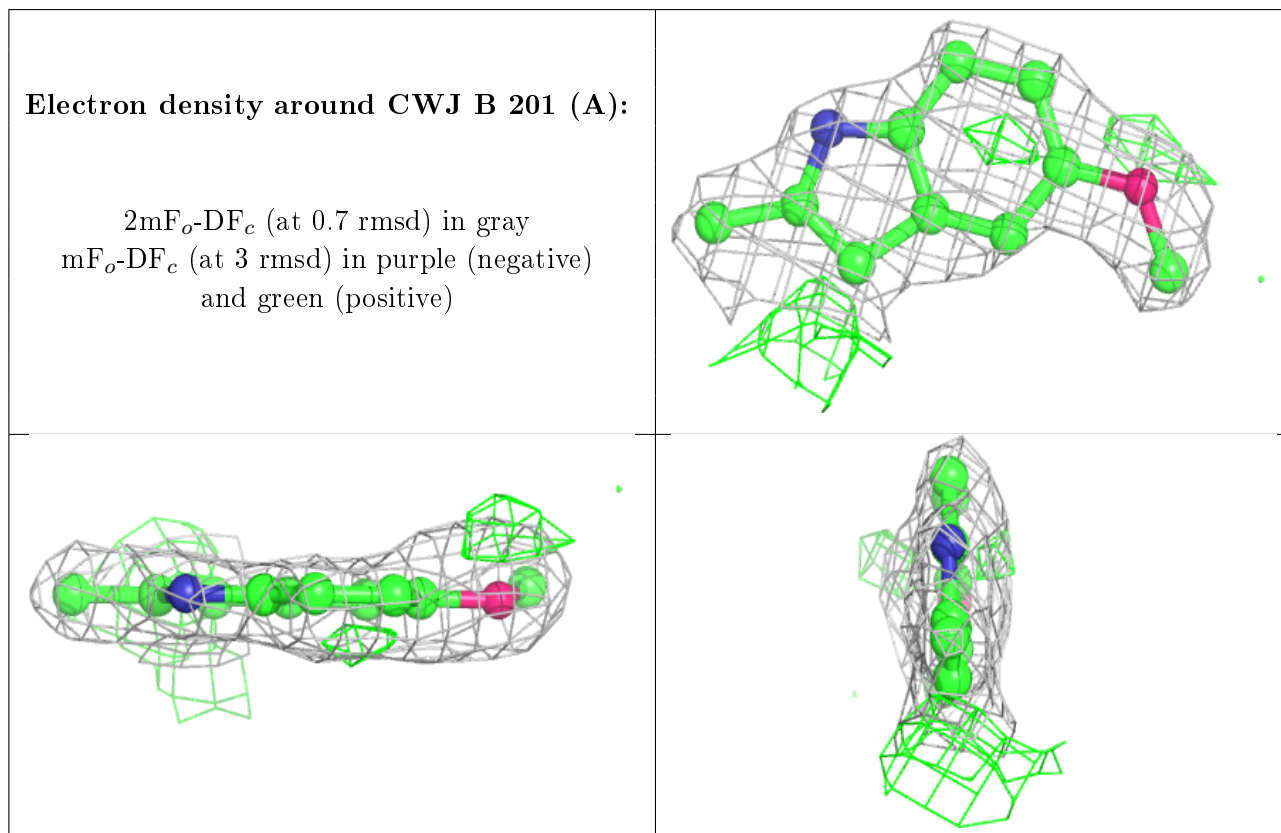 Electron density around CWJ B 201 (A):
2mFo-DFc (at 0.7 rmsd) in gray
mFo-DFc (at 3 rmsd) in purple (negative)
and green (positive)